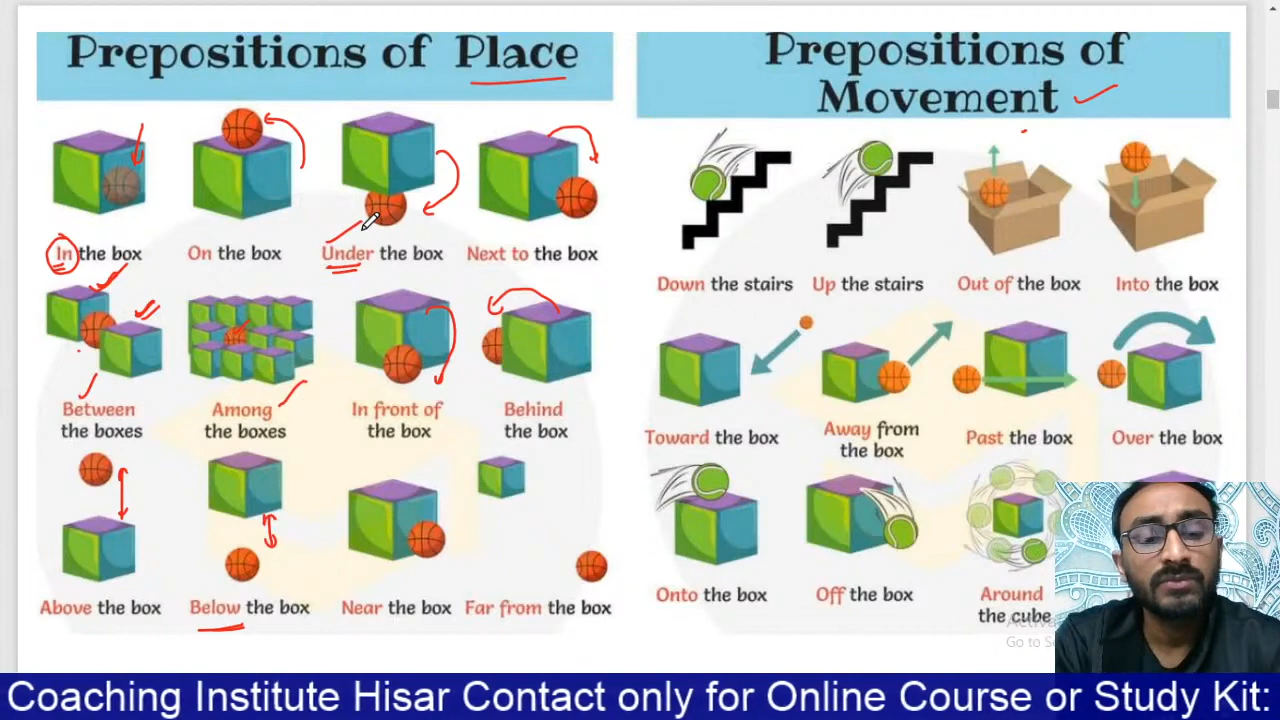 Prepositions of Place
Prepositions of
Movement
In the box
On the box
Under the box
Next to the box
Between
the boxes
Among
the boxes
In front of
the box
Behind
the box
Above the box
Below the box
Near the box
Far from the box
Down the stairs
Up the stairs
Out of the box
Into the box
Toward the box
Away from
the box
Past the box
Over the box
Onto the box
Off the box
Around
the cube
Go to
Coaching Institute Hisar Contact only for Online Course or Study Kit: